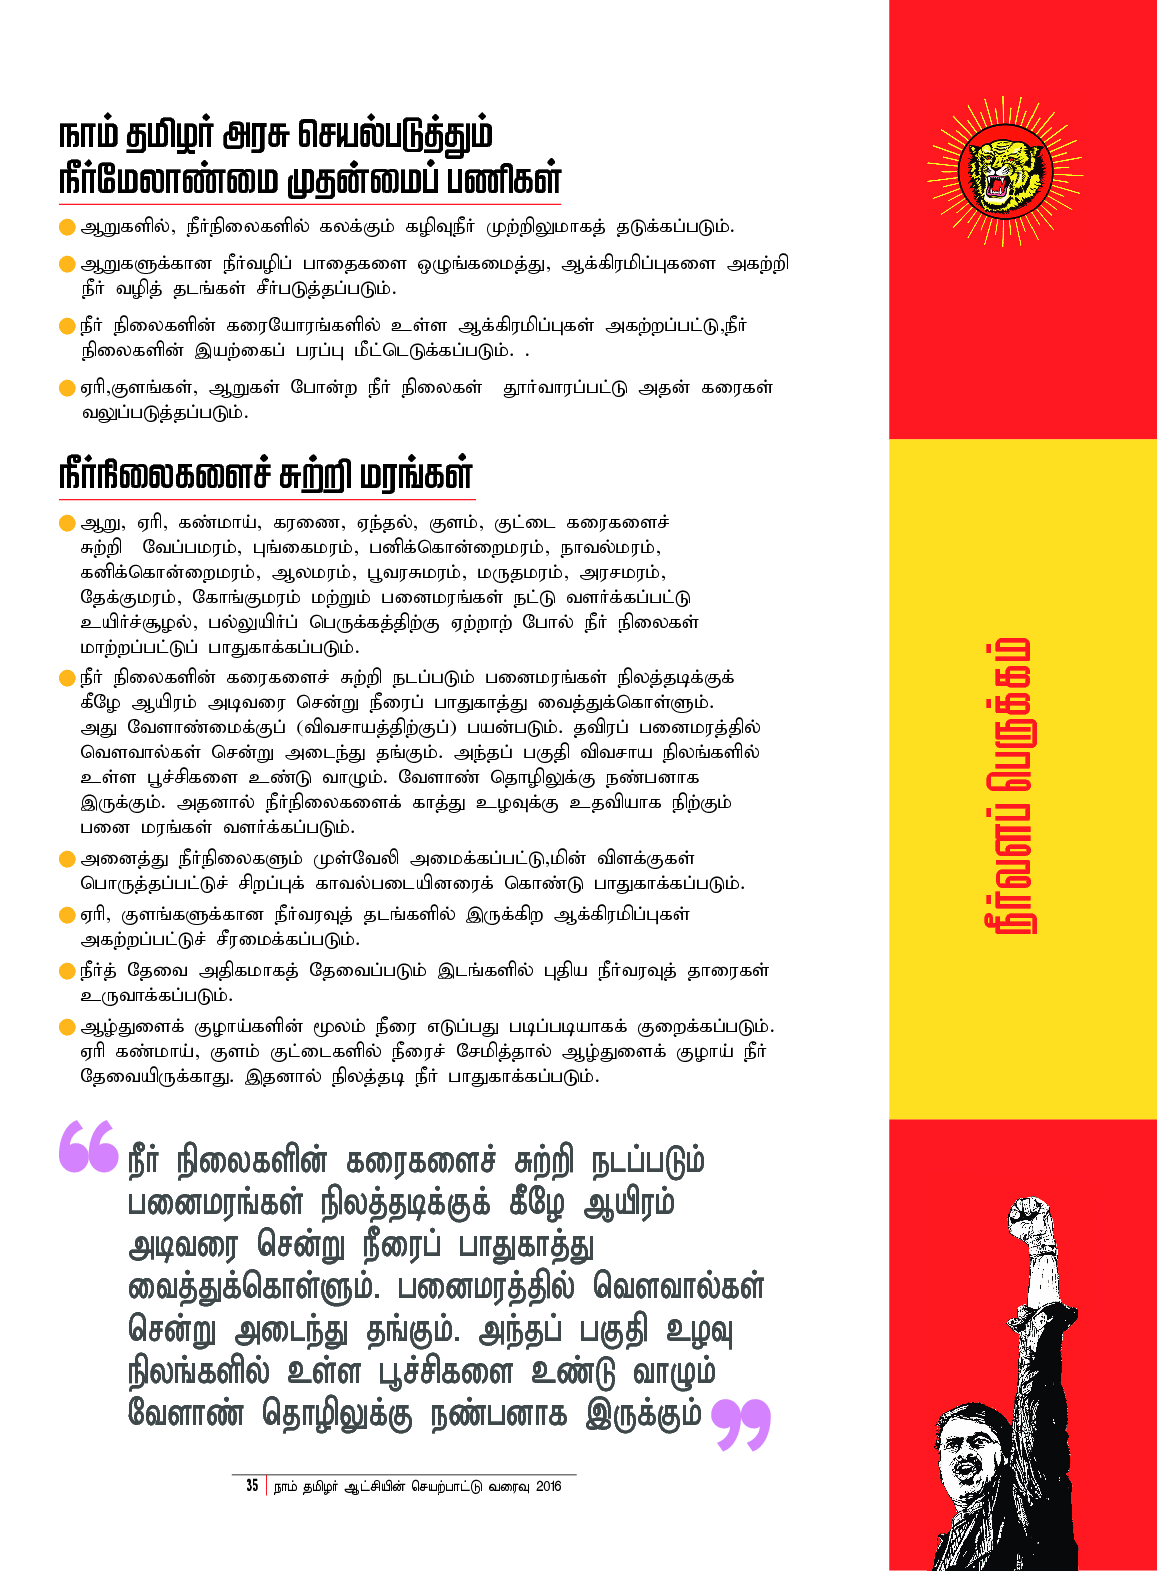 நாம் தமிழர் அரசு செயல்படுத்தும்
நீர்மேலாண்மை முதன்மைப் பணிகள்
ஆறுகளில், நீர்நிலைகளில் கலக்கும் கழிவுநீர் முற்றிலுமாகத் தடுக்கப்படும்.
ஆறுகளுக்கான நீர்வழிப் பாதைகளை ஒழுங்கமைத்து, ஆக்கிரமிப்புகளை அகற்றி
நீர் வழித் தடங்கள் சீர்படுத்தப்படும்.
நீர் நிலைகளின் கரையோரங்களில் உள்ள ஆக்கிரமிப்புகள் அகற்றப்பட்டு,நீர்
நிலைகளின் இயற்கைப் பரப்பு மீட்டெடுக்கப்படும். .
ஏரி,குளங்கள், ஆறுகள் போன்ற நீர் நிலைகள் தூர்வாரப்பட்டு அதன் கரைகள்
வலுப்படுத்தப்படும்.
நீர்நிலைகளைச் சுற்றி மரங்கள்
ஆறு, ஏரி, கண்மாய், கரணை, ஏந்தல், குளம், குட்டை கரைகளைச்
சுற்றி வேப்பமரம், புங்கைமரம், பனிக்கொன்றைமரம், நாவல்மரம்,
கனிக்கொன்றைமரம், ஆலமரம், பூவரசுமரம், மருதமரம், அரசமரம்,
தேக்குமரம், கோங்குமரம் மற்றும் பனைமரங்கள் நட்டு வளர்க்கப்பட்டு
உயிர்ச்சூழல், பல்லுயிர்ப் பெருக்கத்திற்கு ஏற்றாற் போல் நீர் நிலைகள்
மாற்றப்பட்டுப் பாதுகாக்கப்படும்.
நீர் நிலைகளின் கரைகளைச் சுற்றி நடப்படும் பனைமரங்கள் நிலத்தடிக்குக்
கீழே ஆயிரம் அடிவரை சென்று நீரைப் பாதுகாத்து வைத்துக்கொள்ளும்.
அது வேளாண்மைக்குப் (விவசாயத்திற்குப்) பயன்படும். தவிரப் பனைமரத்தில்
வௌவால்கள் சென்று அடைந்து தங்கும். அந்தப் பகுதி விவசாய நிலங்களில்
உள்ள பூச்சிகளை உண்டு வாழும். வேளாண் தொழிலுக்கு நண்பனாக
இருக்கும். அதனால் நீர்நிலைகளைக் காத்து உழவுக்கு உதவியாக நிற்கும்
பனை மரங்கள் வளர்க்கப்படும்.
அனைத்து நீர்நிலைகளும் முள்வேலி அமைக்கப்பட்டு,மின் விளக்குகள்
பொருத்தப்பட்டுச் சிறப்புக் காவல்படையினரைக் கொண்டு பாதுகாக்கப்படும்.
ஏரி, குளங்களுக்கான நீர்வரவுத் தடங்களில் இருக்கிற ஆக்கிரமிப்புகள்
அகற்றப்பட்டுச் சீரமைக்கப்படும்.
நீர்த் தேவை அதிகமாகத் தேவைப்படும் இடங்களில் புதிய நீர்வரவுத் தாரைகள்
உருவாக்கப்படும்.
ஆழ்துளைக் குழாய்களின் மூலம் நீரை எடுப்பது படிப்படியாகக் குறைக்கப்படும்.
ஏரி கண்மாய், குளம் குட்டைகளில் நீரைச் சேமித்தால் ஆழ்துளைக் குழாய் நீர்
தேவையிருக்காது. இதனால் நிலத்தடி நீர் பாதுகாக்கப்படும்.
❝ நீர் நிலைகளின் கரைகளைச் சுற்றி நடப்படும்
பனைமரங்கள் நிலத்தடிக்குக் கீழே ஆயிரம்
அடிவரை சென்று நீரைப் பாதுகாத்து
வைத்துக்கொள்ளும். பனைமரத்தில் வௌவால்கள்
சென்று அடைந்து தங்கும். அந்தப் பகுதி உழவு
நிலங்களில் உள்ள பூச்சிகளை உண்டு வாழும்
வேளாண் தொழிலுக்கு நண்பனாக இருக்கும் ❞
35 நாம் தமிழர் ஆட்சியின் செயற்பாட்டு வரைவு 2016
நீர்வளப் பெருக்கம்